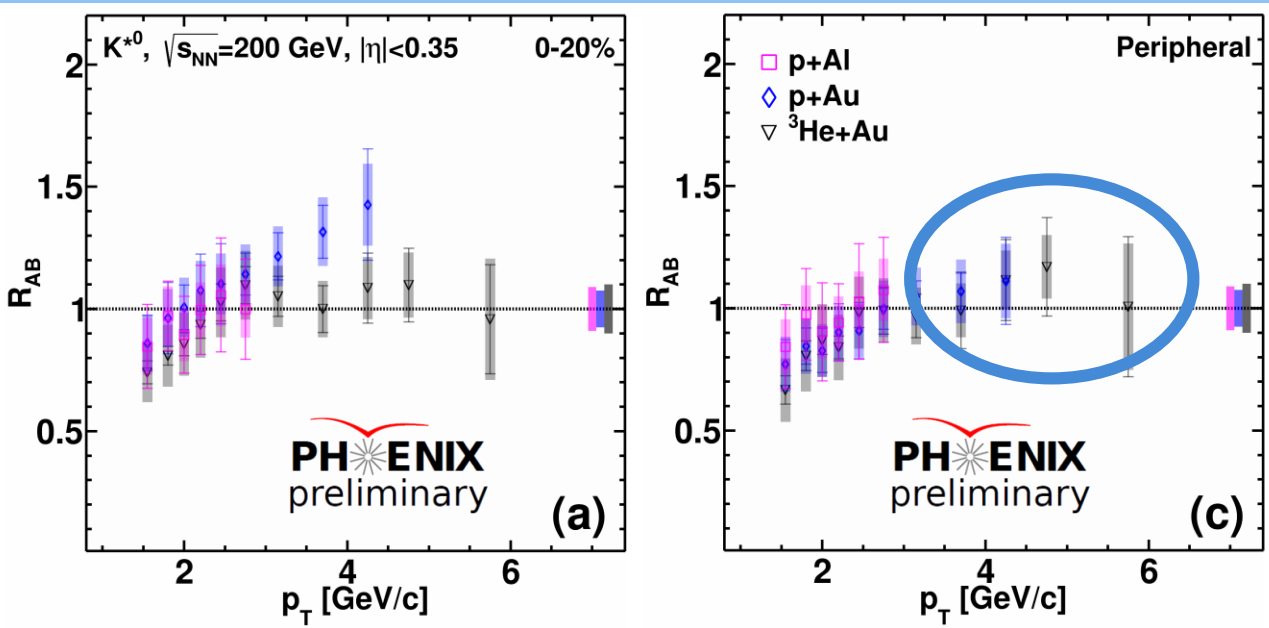 K*0, √sNN=200 GeV, |η|<0.35 0-20%
2
1.5
1
0.5
RAB
2 4 6
pT [GeV/c]
PHENIX
preliminary
(a)
Peripheral
p+Al
p+Au
3He+Au
2
1.5
1
0.5
RAB
2 4 6
pT [GeV/c]
PHENIX
preliminary
(c)